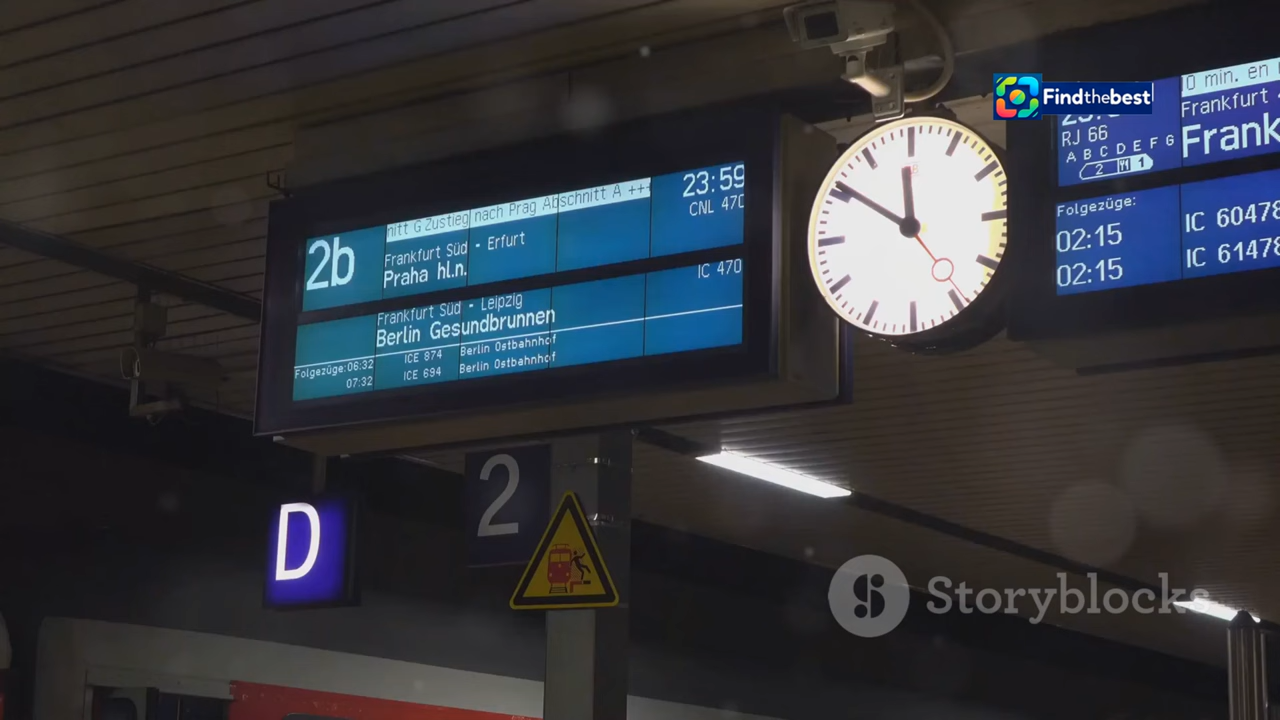 2b
nitt G Zustieg nach Prag Abschnitt A +++
23:59
CNL 470
Frankfurt Süd - Erfurt
Praha hl.n.
IC 470
Frankfurt Süd - Leipzig
Berlin Gesundbrunnen
Folgezüge: 06:32 ICE 874 Berlin Ostbahnhof
07:32 ICE 694 Berlin Ostbahnhof
D
2
Findthebest
0 min. en
RJ 66
Frankfurt
Frank
A B C D E F G
2 1
Folgezüge:
02:15 IC 60478
02:15 IC 61478
Storyblocks